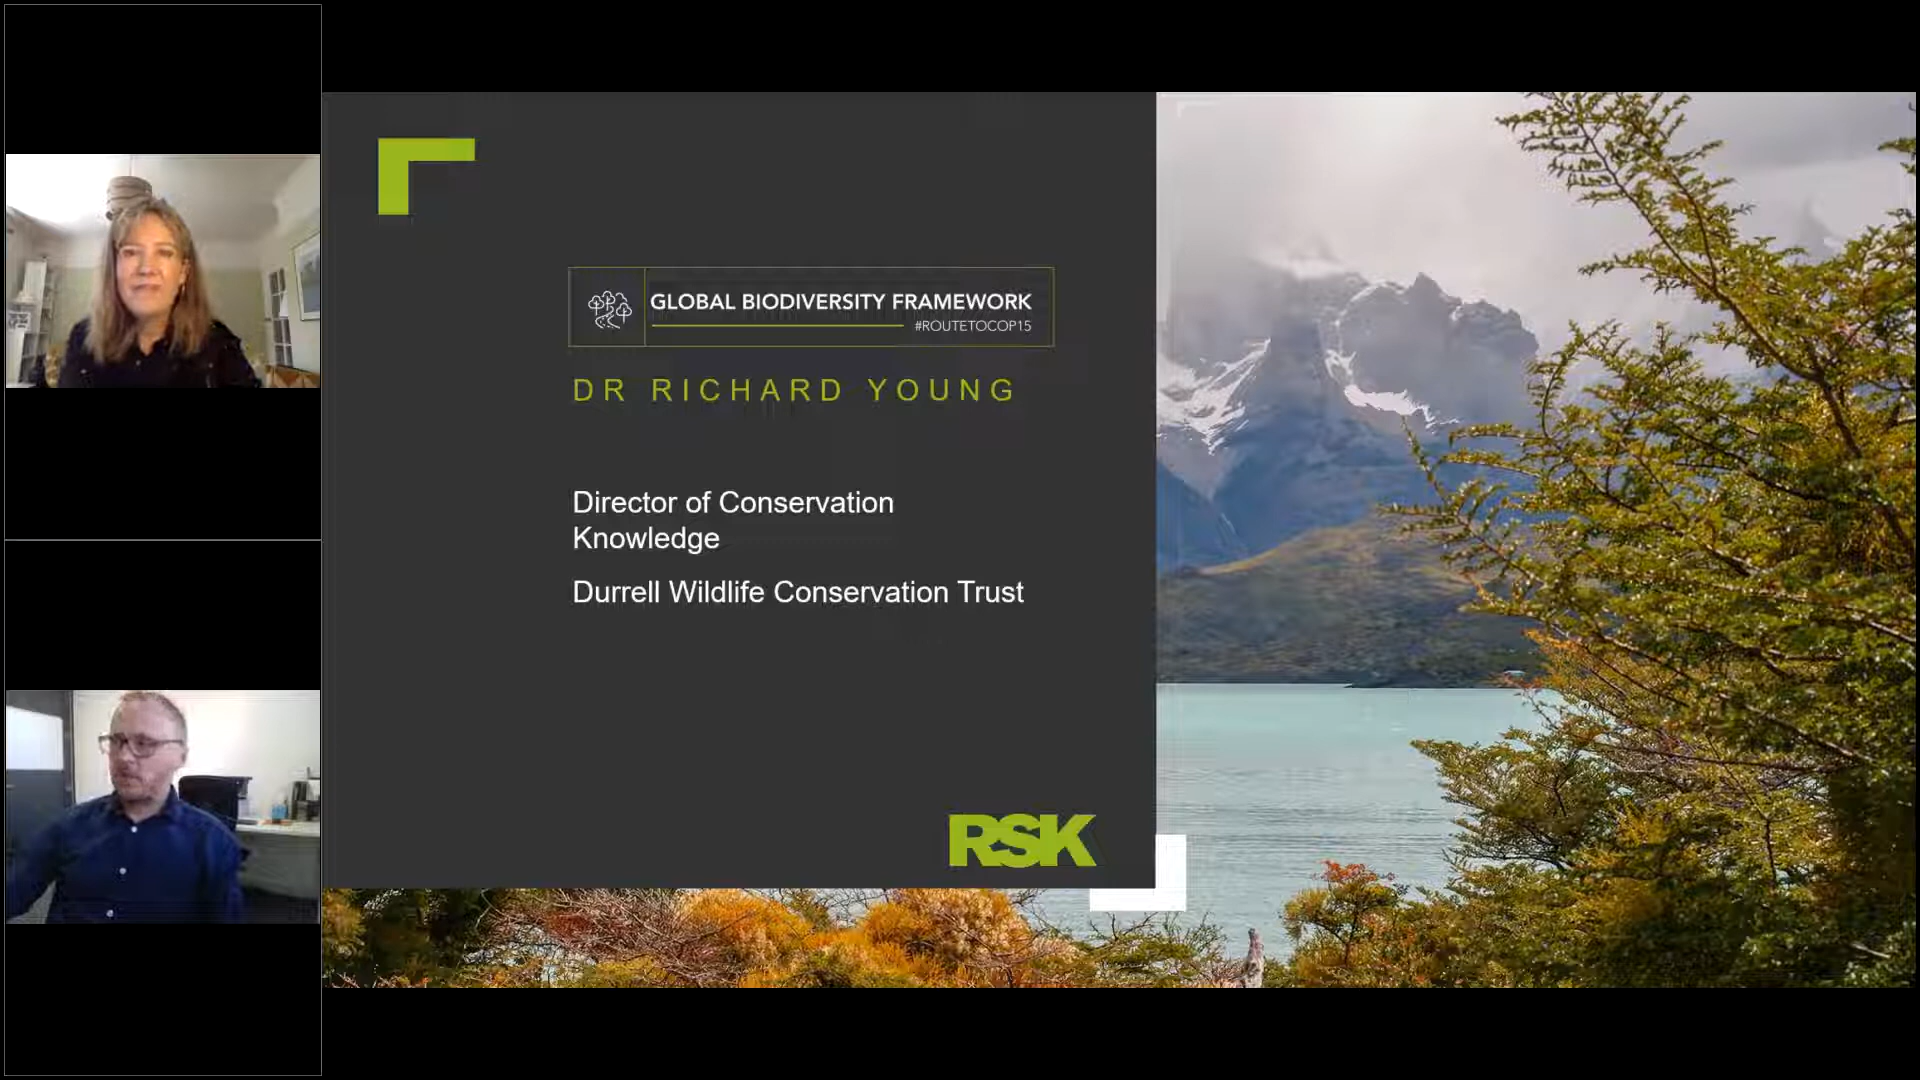 GLOBAL BIODIVERSITY FRAMEWORK
#ROUTETOCOP15
DR RICHARD YOUNG
Director of Conservation
Knowledge
Durrell Wildlife Conservation Trust
RSK